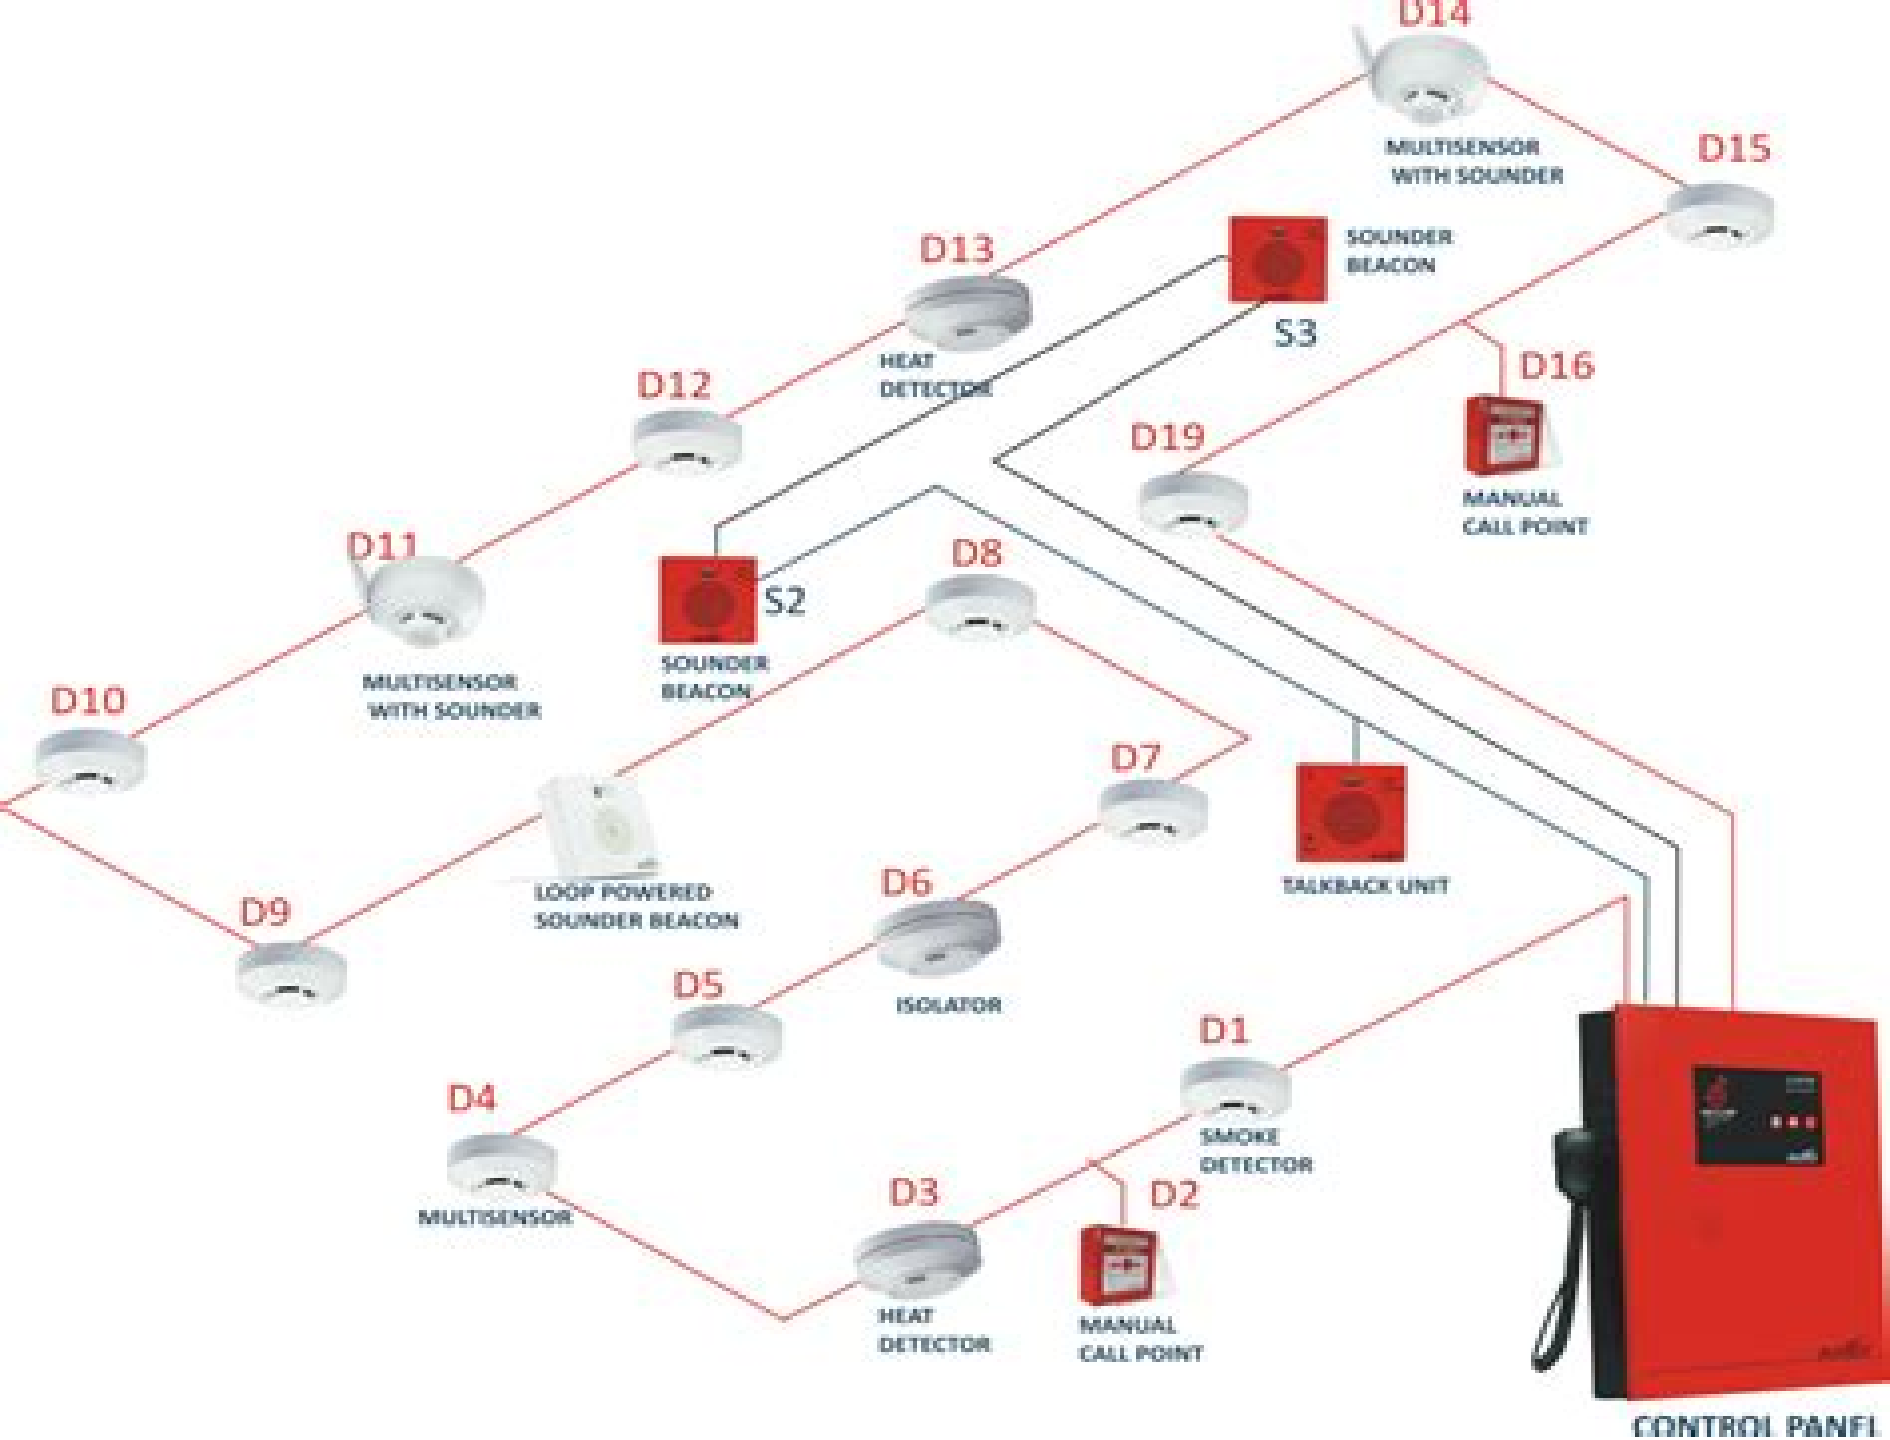 D14
MULTISENSOR
WITH SOUNDER
D15
SOUNDER
BEACON
S3
D13
HEAT
DETECTOR
D16
MANUAL
CALL POINT
D12
D19
D11
MULTISENSOR
WITH SOUNDER
S2
SOUNDER
BEACON
D8
D10
D7
TALKBACK UNIT
LOOP POWERED
SOUNDER BEACON
D9
D6
ISOLATOR
D5
D1
SMOKE
DETECTOR
D4
MULTISENSOR
D3
HEAT
DETECTOR
D2
MANUAL
CALL POINT
CONTROL PANEL